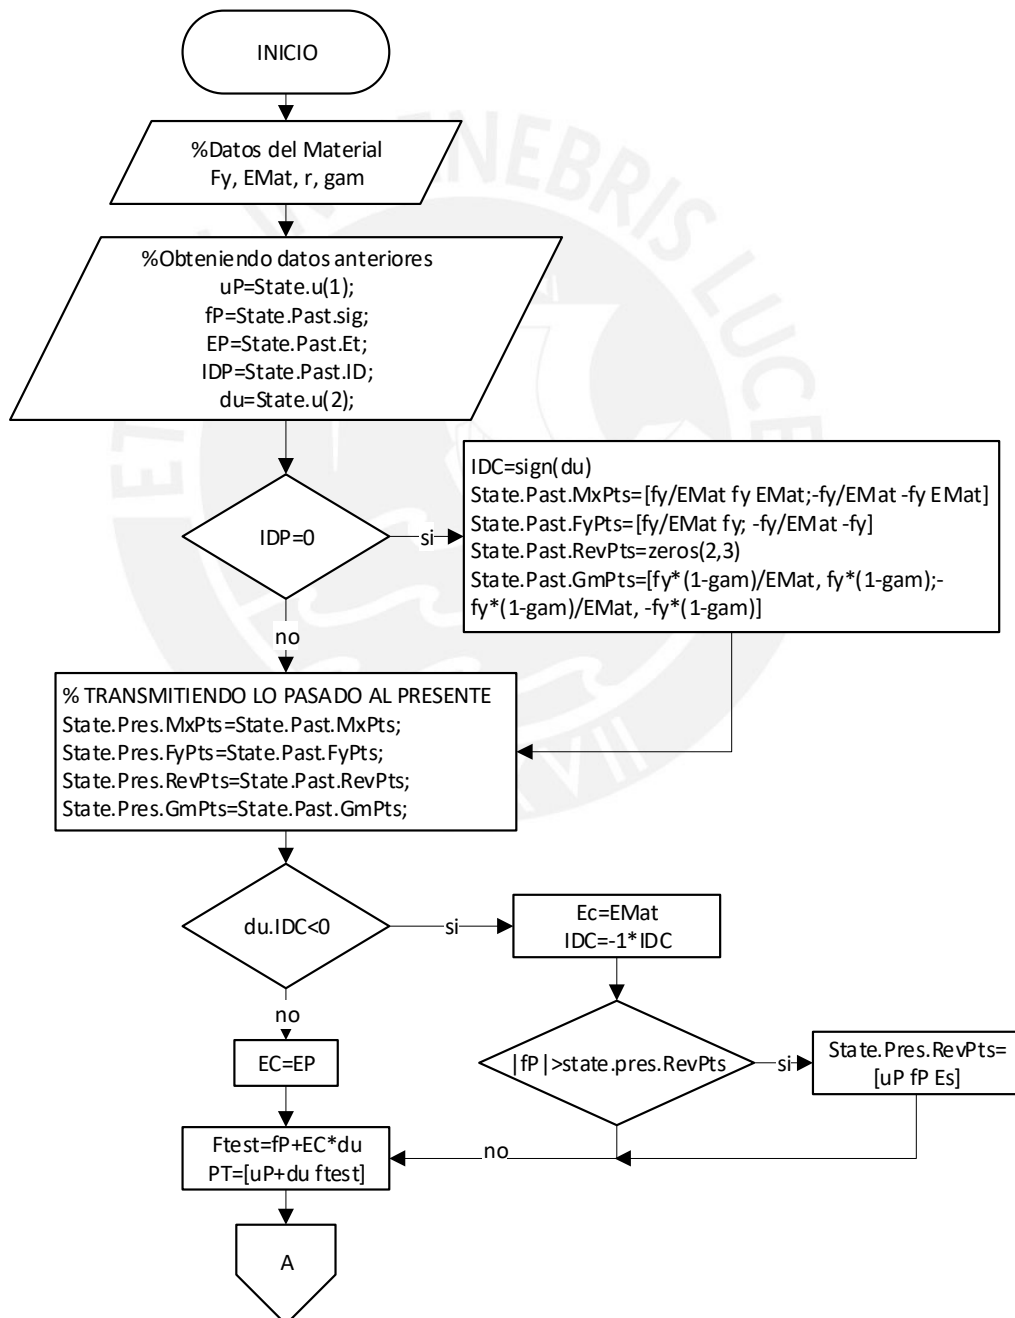 INICIO
%Datos del Material
Fy, EMat, r, gam
%Obteniendo datos anteriores
uP=State.u(1);
fP=State.Past.sig;
EP=State.Past.Et;
IDP=State.Past.ID;
du=State.u(2);
IDP=0
si
IDC=sign(du)
State.Past.MxPts=[fy/EMat fy EMat;-fy/EMat -fy EMat]
State.Past.FyPts=[fy/EMat fy; -fy/EMat -fy]
State.Past.RevPts=zeros(2,3)
State.Past.GmPts=[fy*(1-gam)/EMat, fy*(1-gam);-
fy*(1-gam)/EMat, -fy*(1-gam)]
no
% TRANSMITIENDO LO PASADO AL PRESENTE
State.Pres.MxPts=State.Past.MxPts;
State.Pres.FyPts=State.Past.FyPts;
State.Pres.RevPts=State.Past.RevPts;
State.Pres.GmPts=State.Past.GmPts;
du.IDC<0
si
Ec=EMat
IDC=-1*IDC
no
EC=EP
|fP|>state.pres.RevPts
si
State.Pres.RevPts=
[uP fP Es]
no
Ftest=fP+EC*du
PT=[uP+du ftest]
A
ET LUX IN TENEBRIS LUCET